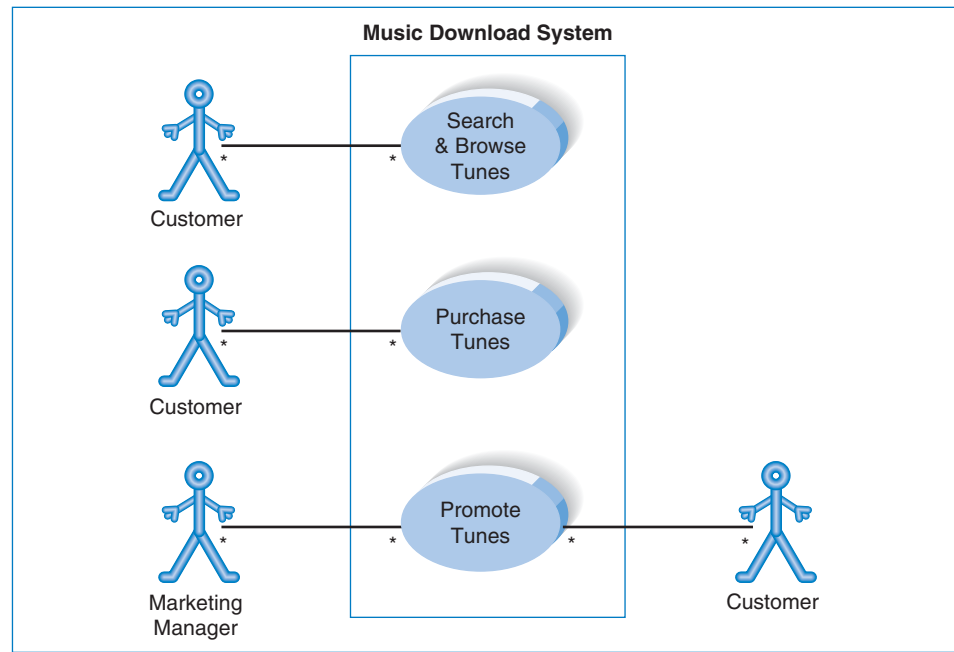 Music Download System
Search
& Browse
Tunes
*
*
Customer
Purchase
Tunes
*
*
Customer
Promote
Tunes
*
*
*
*
Marketing
Manager
Customer